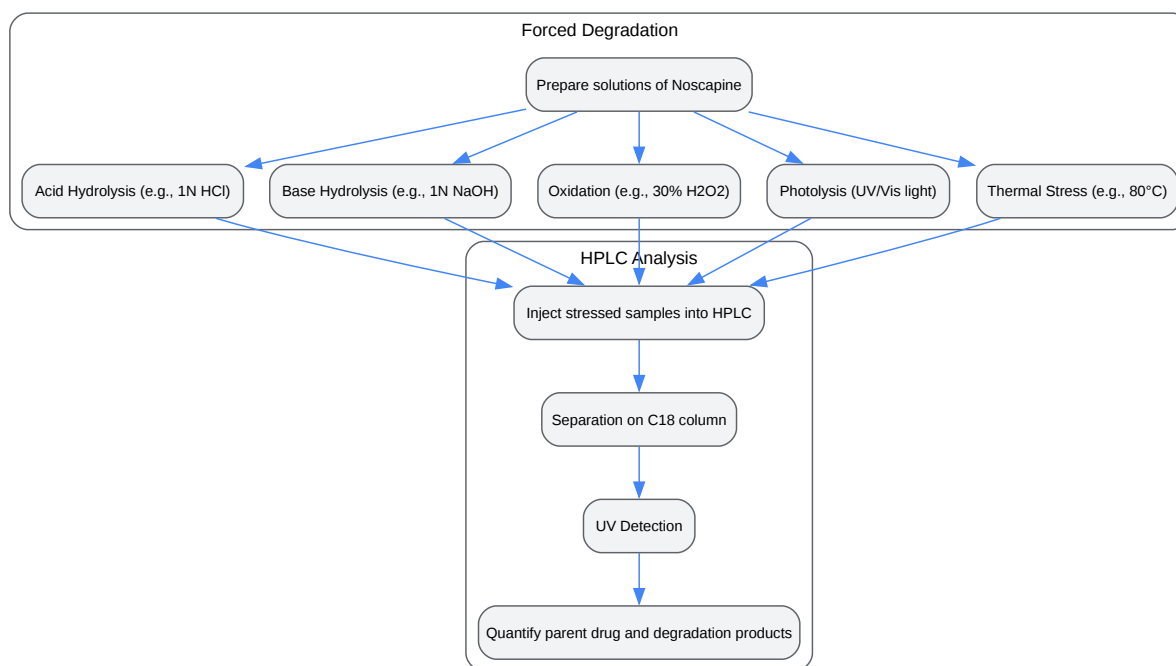 Forced Degradation
Prepare solutions of Noscapine
Acid Hydrolysis (e.g., 1N HCl)
Base Hydrolysis (e.g., 1N NaOH)
Oxidation (e.g., 30% H2O2)
Photolysis (UV/Vis light)
Thermal Stress (e.g., 80°C)
HPLC Analysis
Inject stressed samples into HPLC
Separation on C18 column
UV Detection
Quantify parent drug and degradation products